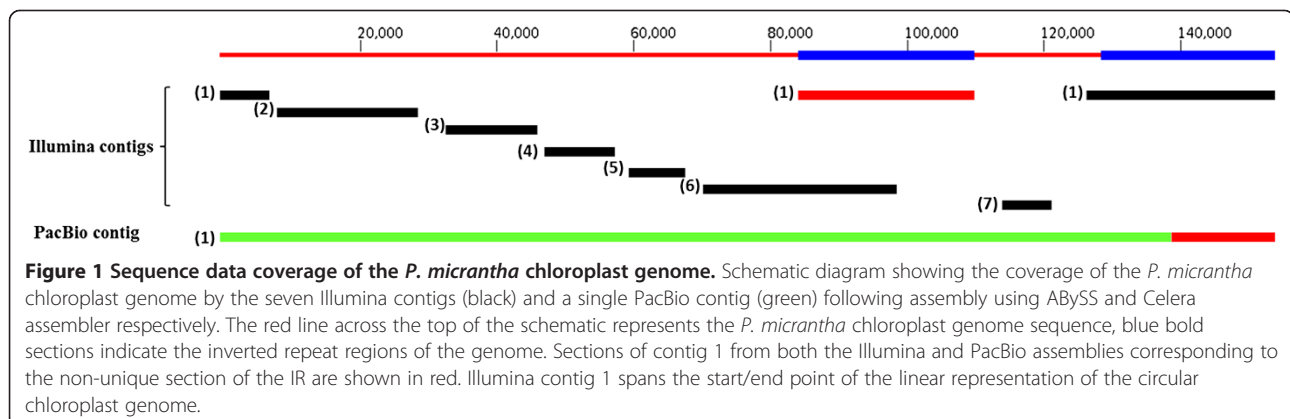 20,000 40,000 60,000 80,000 100,000 120,000 140,000
(1) (1) (1)
(2)
(3)
Illumina contigs (4)
(5)
(6)
(7)
PacBio contig (1)
Figure 1 Sequence data coverage of the P. micrantha chloroplast genome. Schematic diagram showing the coverage of the P. micrantha
chloroplast genome by the seven Illumina contigs (black) and a single PacBio contig (green) following assembly using ABySS and Celera
assembler respectively. The red line across the top of the schematic represents the P. micrantha chloroplast genome sequence, blue bold
sections indicate the inverted repeat regions of the genome. Sections of contig 1 from both the Illumina and PacBio assemblies corresponding to
the non-unique section of the IR are shown in red. Illumina contig 1 spans the start/end point of the linear representation of the circular
chloroplast genome.